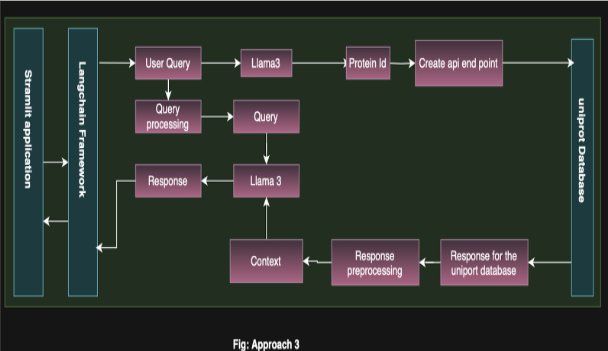 Stramlit application
Langchain Framework
User Query
Llama3
Protein Id
Create api end point
uniprot Database
Query
processing
Query
Response
Llama 3
Context
Response
preprocessing
Response for the
uniport database
Fig: Approach 3